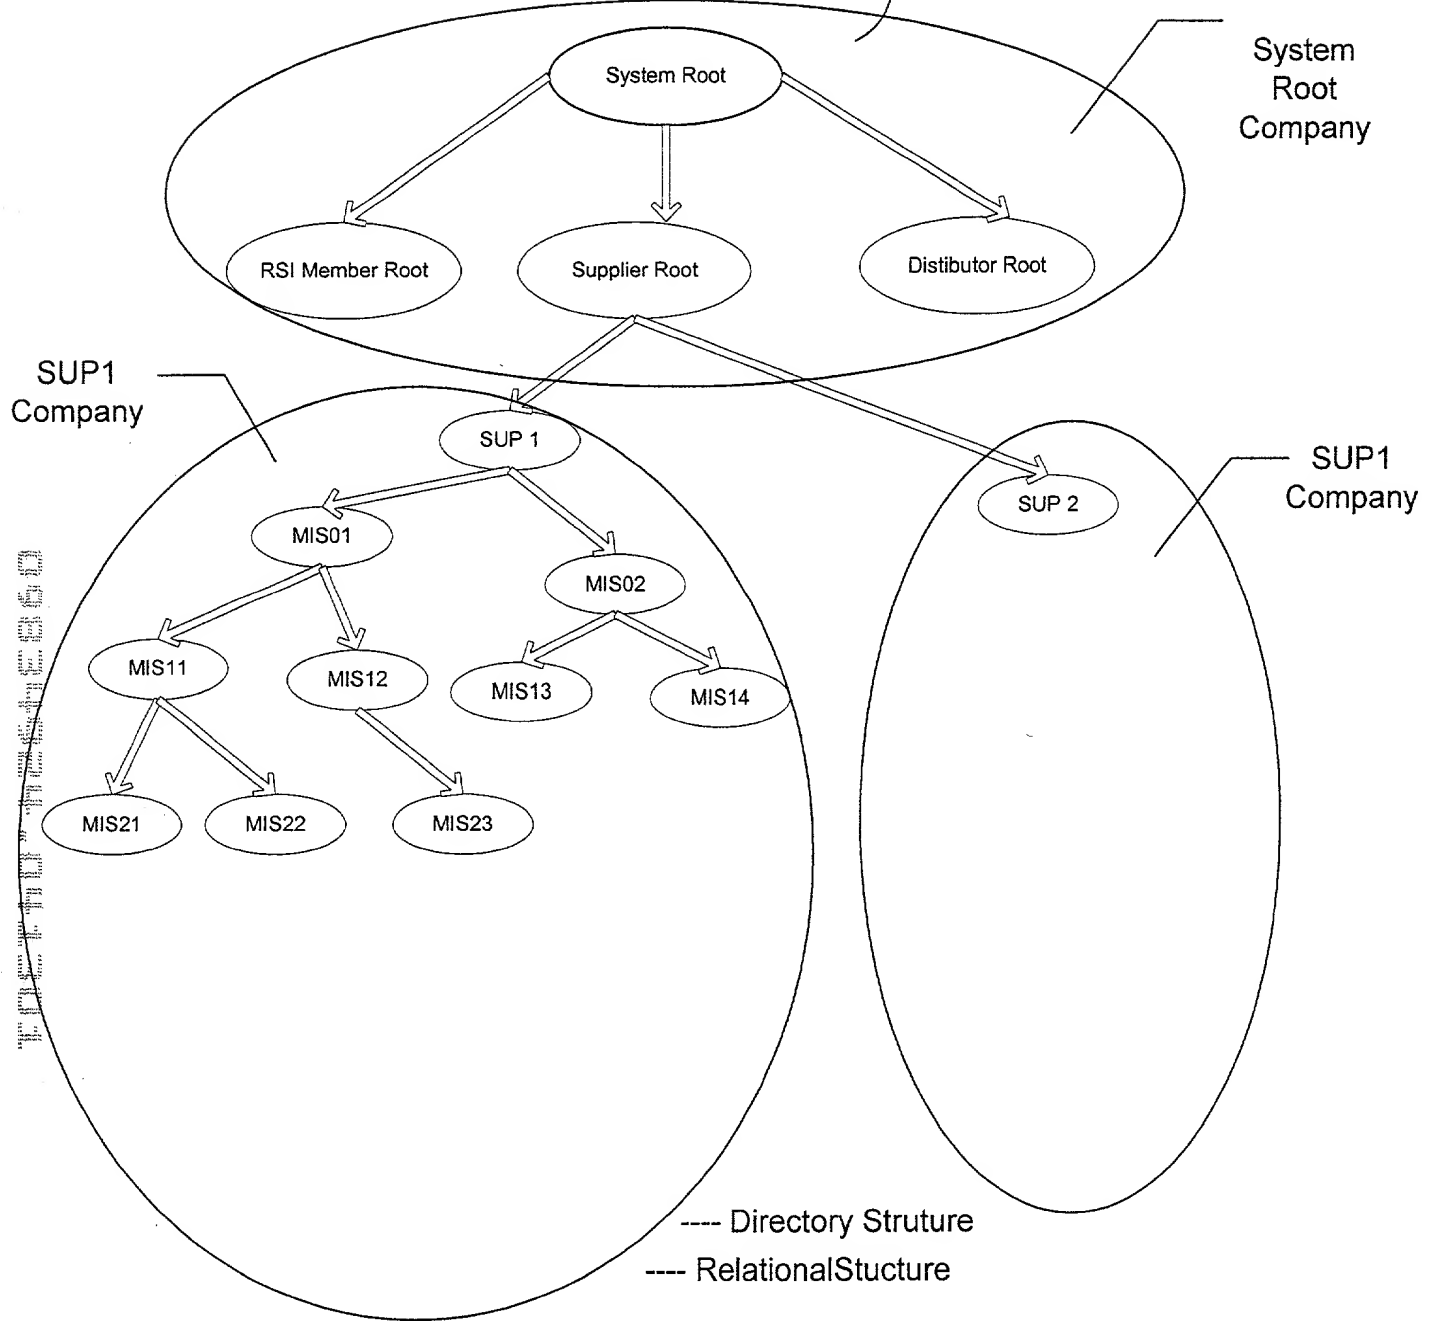 System Root
System
Root
Company
RSI Member Root
Supplier Root
Distibutor Root
SUP1
Company
SUP 1
SUP1
Company
SUP 2
MIS01
MIS02
MIS11
MIS12
MIS13
MIS14
MIS21
MIS22
MIS23
---- Directory Struture
---- RelationalStucture